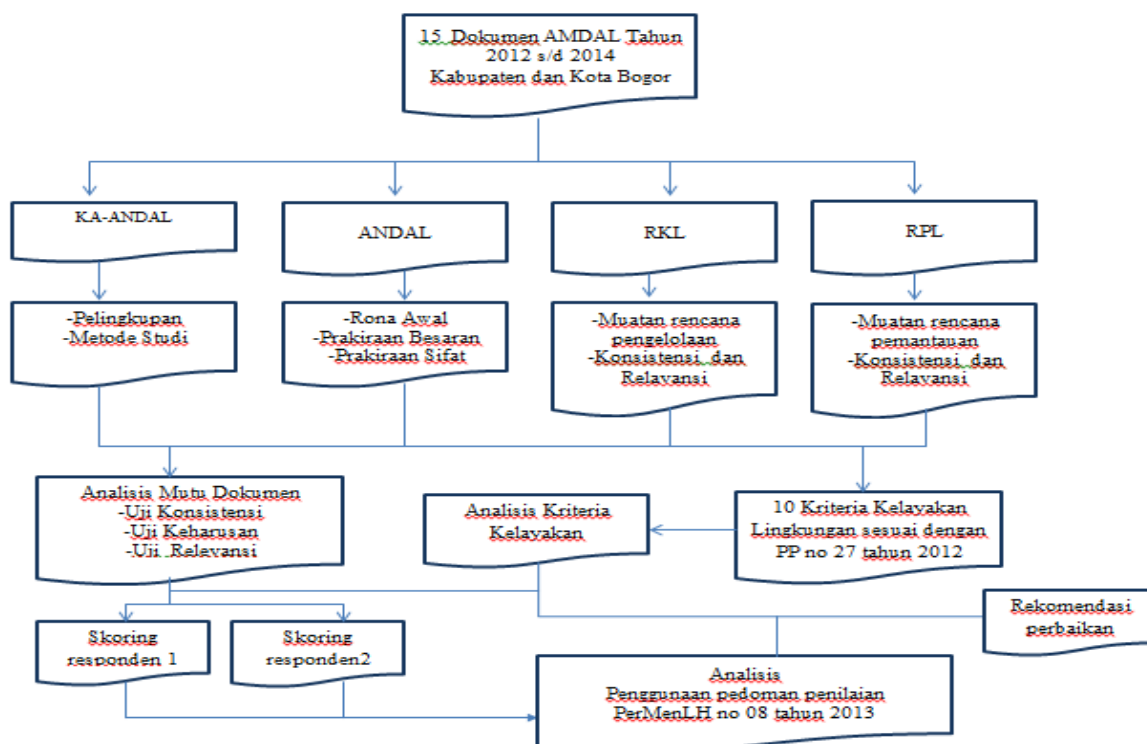 15 Dokumen AMDAL Tahun
2012 s/d 2014
Kabupaten dan Kota Bogor
KA-ANDAL
ANDAL
RKL
RPL
-Pelingkupan
-Metode Studi
-Rona Awal
-Prakiraan Besaran
-Prakiraan Sifat
-Muatan rencana
pengelolaan
-Konsistensi dan
Relavansi
-Muatan rencana
pemantauan
-Konsistensi dan
Relavansi
Analisis Mutu Dokumen
-Uji Konsistensi
-Uji Keharusan
-Uji Relevansi
Analisis Kriteria
Kelayakan
10 Kriteria Kelayakan
Lingkungan sesuai dengan
PP no 27 tahun 2012
Rekomendasi
perbaikan
Skoring
responden 1
Skoring
responden2
Analisis
Penggunaan pedoman penilaian
PerMenLH no 08 tahun 2013